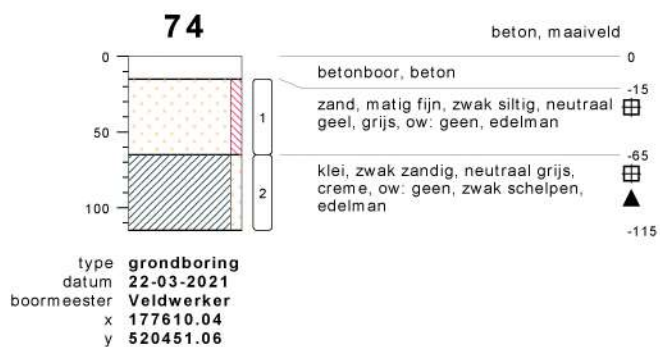 74
beton, maaiveld
0
0
betonboor, beton
-15
zand, matig fijn, zwak siltig, neutraal
geel, grijs, ow: geen, edelman
1
50
-65
klei, zwak zandig, neutraal grijs,
creme, ow: geen, zwak schelpen,
edelman
2
100
-115
type grondboring
datum 22-03-2021
boormeester Veldwerker
x 177610.04
y 520451.06